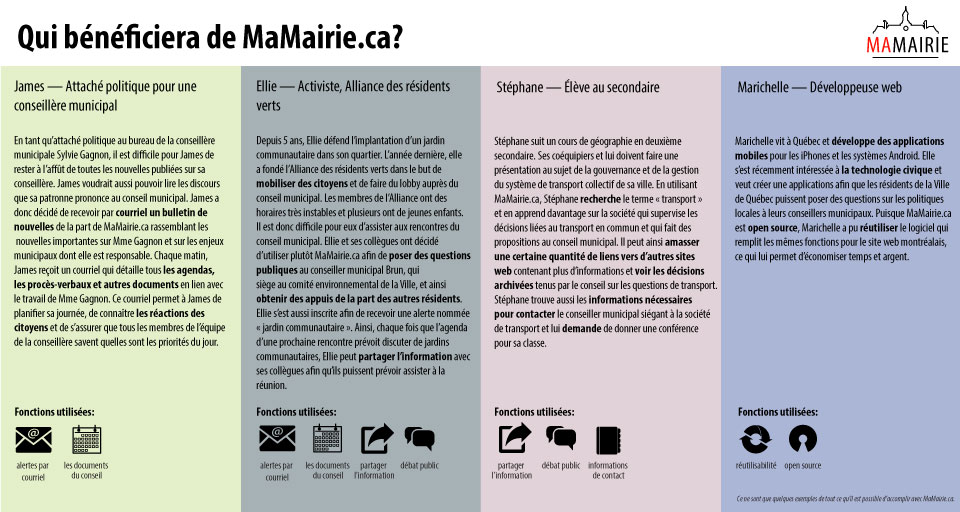 Qui bénéficiera de MaMairie.ca?
MAMAIRIE
James — Attaché politique pour une
conseillère municipal
En tant qu'attaché politique au bureau de la conseillère
municipale Sylvie Gagnon, il est difficile pour James de
rester à l'affût de toutes les nouvelles publiées sur sa
conseillère. James voudrait aussi pouvoir lire les discours
que sa patronne prononce au conseil municipal. James a
donc décidé de recevoir par courriel un bulletin de
nouvelles de la part de MaMairie.ca rassemblant les
nouvelles importantes sur Mme Gagnon et sur les enjeux
municipaux dont elle est responsable. Chaque matin,
James reçoit un courriel qui détaille tous les agendas,
les procès-verbaux et autres documents en lien avec
le travail de Mme Gagnon. Ce courriel permet à James de
planifier sa journée, de connaître les réactions des
citoyens et de s'assurer que tous les membres de l'équipe
de la conseillère savent quelles sont les priorités du jour.
Fonctions utilisées:
alertes par
courriel
les documents
du conseil
Ellie — Activiste, Alliance des résidents
verts
Depuis 5 ans, Ellie défend l'implantation d'un jardin
communautaire dans son quartier. L'année dernière, elle
a fondé l'Alliance des résidents verts dans le but de
mobiliser des citoyens et de faire du lobby auprès du
conseil municipal. Les membres de l'Alliance ont des
horaires très instables et plusieurs ont de jeunes enfants.
Il est donc difficile pour eux d'assister aux rencontres du
conseil municipal. Ellie et ses collègues ont décidé
d'utiliser plutôt MaMairie.ca afin de poser des questions
publiques au conseiller municipal Brun, qui
siège au comité environnemental de la Ville, et ainsi
obtenir des appuis de la part des autres résidents.
Ellie s'est aussi inscrite afin de recevoir une alerte nommée
« jardin communautaire ». Ainsi, chaque fois que l'agenda
d'une prochaine rencontre prévoit discuter de jardins
communautaires, Ellie peut partager l'information avec
ses collègues afin qu'ils puissent prévoir assister à la
réunion.
Fonctions utilisées:
alertes par
courriel
les documents
du conseil
partager
l'information
débat public
Stéphane — Élève au secondaire
Stéphane suit un cours de géographie en deuxième
secondaire. Ses coéquipiers et lui doivent faire une
présentation au sujet de la gouvernance et de la gestion
du système de transport collectif de sa ville. En utilisant
MaMairie.ca, Stéphane recherche le terme « transport »
et en apprend davantage sur la société qui supervise les
décisions liées au transport en commun et qui fait des
propositions au conseil municipal. Il peut ainsi amasser
une certaine quantité de liens vers d'autres sites
web contenant plus d'informations et voir les décisions
archivées tenus par le conseil sur les questions de transport.
Stéphane trouve aussi les informations nécessaires
pour contacter le conseiller municipal siégant à la société
de transport et lui demande de donner une conférence
pour sa classe.
Fonctions utilisées:
partager
l'information
débat public
informations
de contact
Marichelle — Développeuse web
Marichelle vit à Québec et développe des applications
mobiles pour les iPhones et les systèmes Android. Elle
s'est récemment intéressée à la technologie civique et
veut créer une applications afin que les résidents de la Ville
de Québec puissent poser des questions sur les politiques
locales à leurs conseillers municipaux. Puisque MaMairie.ca
est open source, Marichelle a pu réutiliser le logiciel qui
remplit les mêmes fonctions pour le site web montréalais,
ce qui lui permet d'économiser temps et argent.
Fonctions utilisées:
réutilisabilité
open source
Ce ne sont que quelques exemples de tout ce qu'il est possible d'accomplir avec MaMairie.ca.